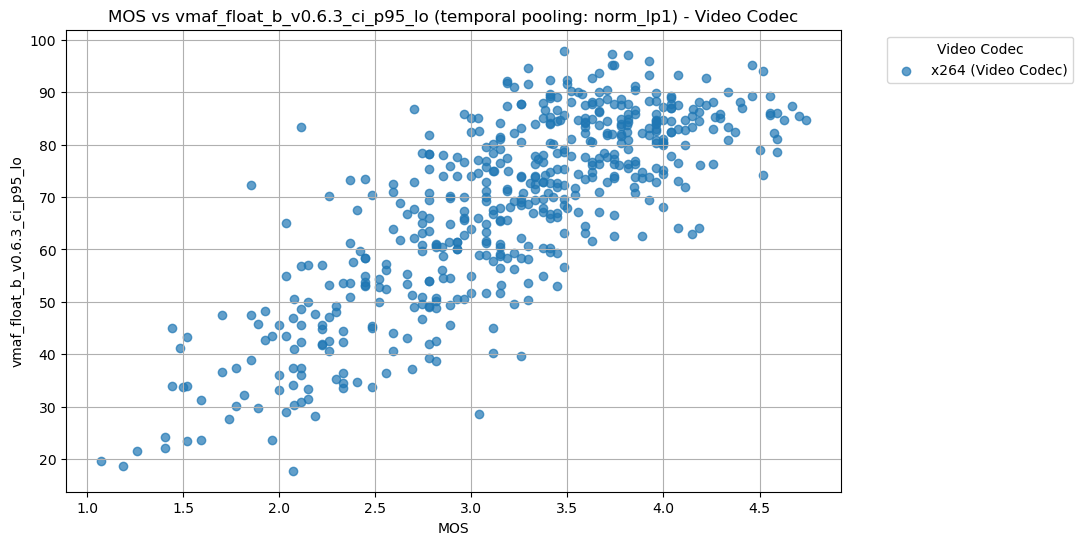 MOS vs vmaf_float_b_v0.6.3_ci_p95_lo (temporal pooling: norm_lp1) - Video Codec
Video Codec
x264 (Video Codec)
vmaf_float_b_v0.6.3_ci_p95_lo
100
90
80
70
60
50
40
30
20
1.0 1.5 2.0 2.5 3.0 3.5 4.0 4.5
MOS